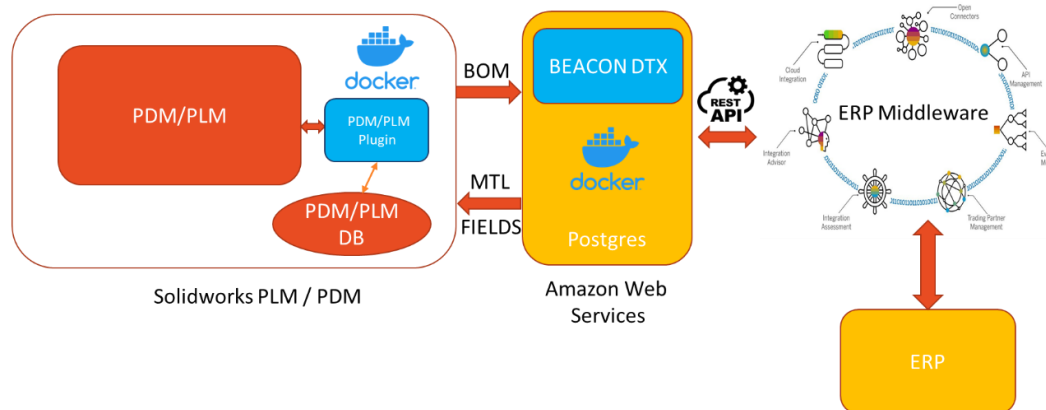 PDM/PLM
docker
PDM/PLM
Plugin
PDM/PLM
DB
Solidworks PLM / PDM
BOM
MTL
FIELDS
BEACON DTX
docker
Postgres
Amazon Web
Services
REST
API
ERP Middleware
Open
Connectors
Cloud
Integration
API
Management
Integration
Advisor
Integration
Assessment
Trading Partner
Management
ERP